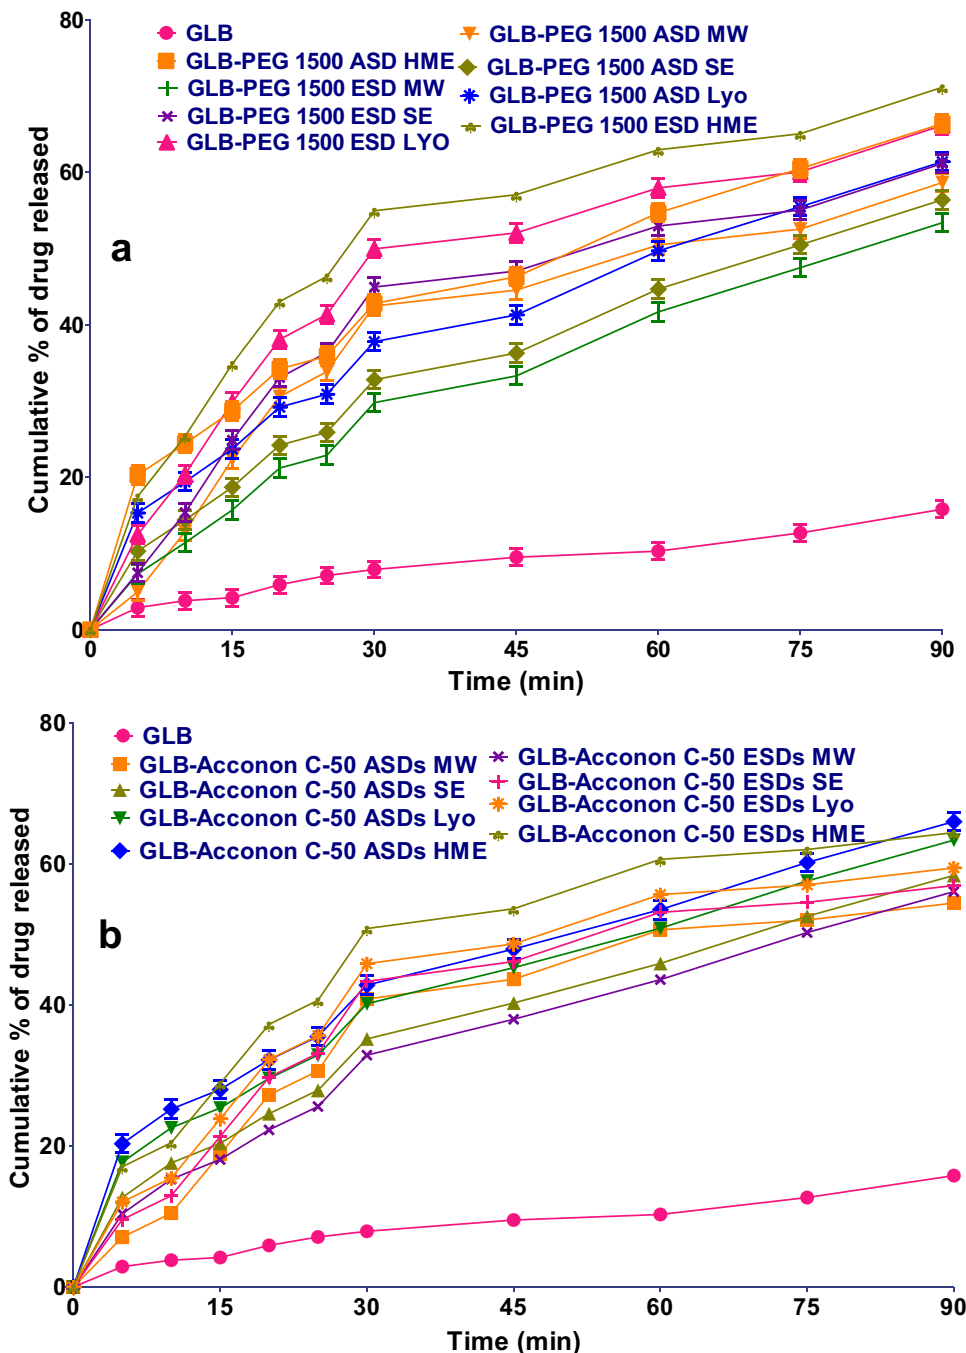 80
GLB
GLB-PEG 1500 ASD HME
GLB-PEG 1500 ESD MW
GLB-PEG 1500 ESD SE
GLB-PEG 1500 ESD LYO
GLB-PEG 1500 ASD MW
GLB-PEG 1500 ASD SE
GLB-PEG 1500 ASD Lyo
GLB-PEG 1500 ESD HME
60
a
40
20
0
Cumulative % of drug released
0 15 30 45 60 75 90
Time (min)
80
GLB
GLB-Acconon C-50 ASDs MW
GLB-Acconon C-50 ASDs SE
GLB-Acconon C-50 ASDs Lyo
GLB-Acconon C-50 ASDs HME
GLB-Acconon C-50 ESDs MW
GLB-Acconon C-50 ESDs SE
GLB-Acconon C-50 ESDs Lyo
GLB-Acconon C-50 ESDs HME
60
b
40
20
0
Cumulative % of drug released
0 15 30 45 60 75 90
Time (min)